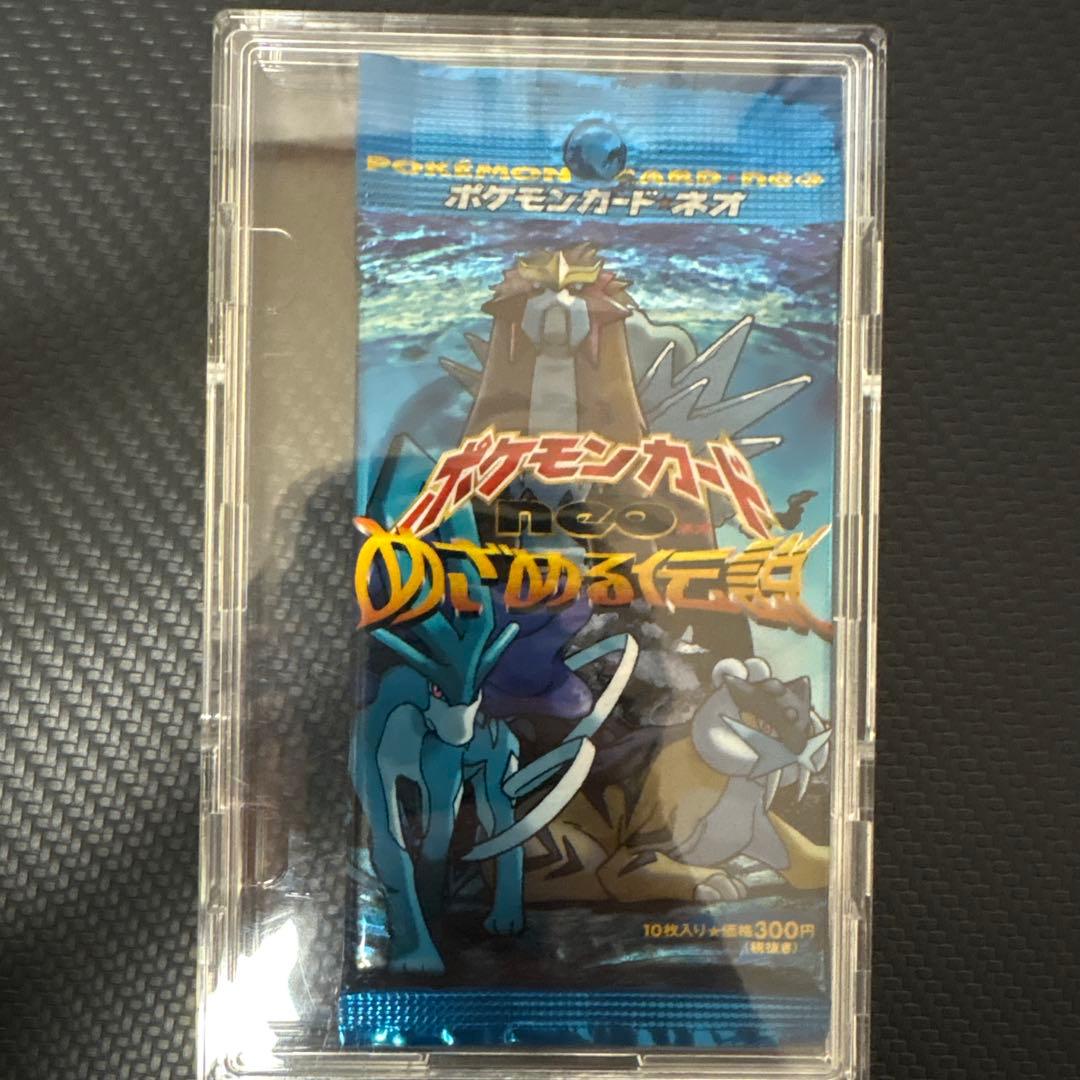 POKÉMON CARD★neo
ポケモンカード★ネオ
ポケモンカード
neo
めざめる伝説
10枚入り★価格300円
(税抜き)